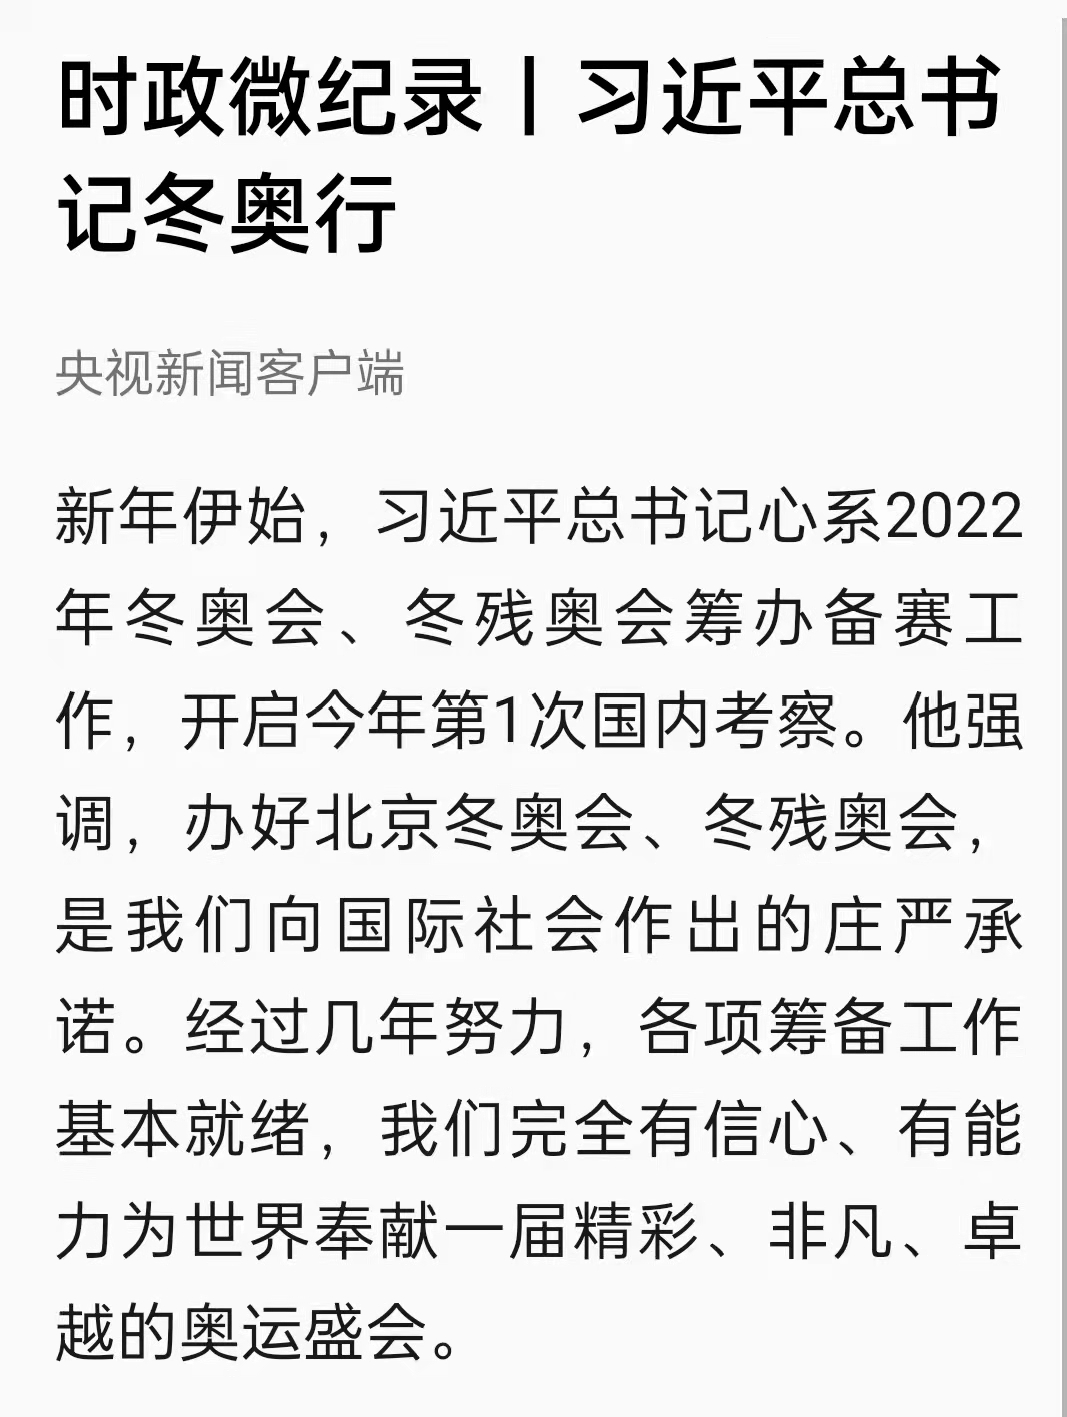 时政微纪录丨习近平总书
记冬奥行
央视新闻客户端
新年伊始，习近平总书记心系2022
年冬奥会、冬残奥会筹办备赛工
作，开启今年第1次国内考察。他强
调，办好北京冬奥会、冬残奥会，
是我们向国际社会作出的庄严承
诺。经过几年努力，各项筹备工作
基本就绪，我们完全有信心、有能
力为世界奉献一届精彩、非凡、卓
越的奥运盛会。